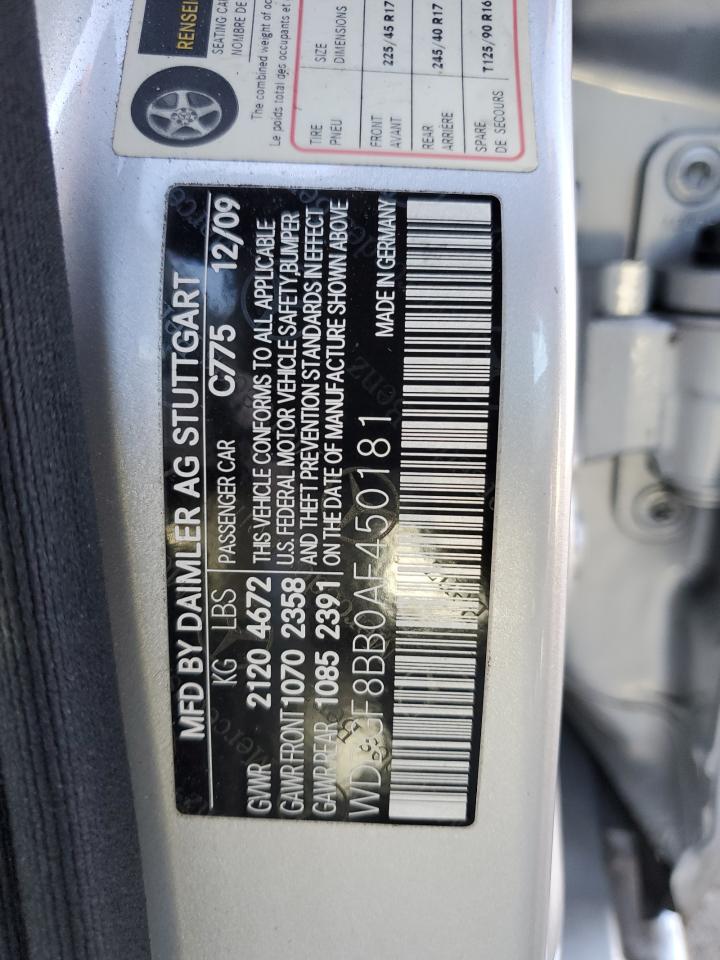 RENSEI
SEATING CA
NOMBRE DE
The combined weight of oc
Le poids total des occupants et
TIRE SIZE
PNEU DIMENSIONS
FRONT 225/45 R17
AVANT
REAR 245/40 R17
ARRIÈRE
SPARE T125/90 R16
DE SECOURS
MFD BY DAIMLER AG STUTTGART
KG LBS PASSENGER CAR C775 12/09
GVWR 2120 4672 THIS VEHICLE CONFORMS TO ALL APPLICABLE
GAWR FRONT 1070 2358 U.S. FEDERAL MOTOR VEHICLE SAFETY,BUMPER
GAWR REAR 1085 2391 AND THEFT PREVENTION STANDARDS IN EFFECT
ON THE DATE OF MANUFACTURE SHOWN ABOVE
MADE IN GERMANY